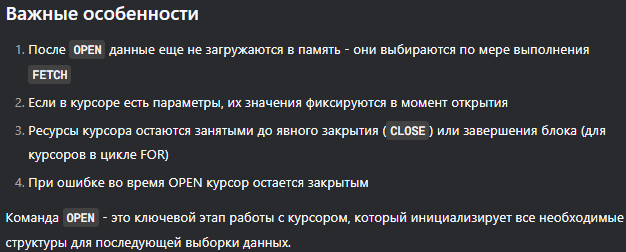 Важные особенности
1. После OPEN данные еще не загружаются в память - они выбираются по мере выполнения
FETCH
2. Если в курсоре есть параметры, их значения фиксируются в момент открытия
3. Ресурсы курсора остаются занятыми до явного закрытия (CLOSE) или завершения блока (для
курсоров в цикле FOR)
4. При ошибке во время OPEN курсор остается закрытым
Команда OPEN - это ключевой этап работы с курсором, который инициализирует все необходимые
структуры для последующей выборки данных.